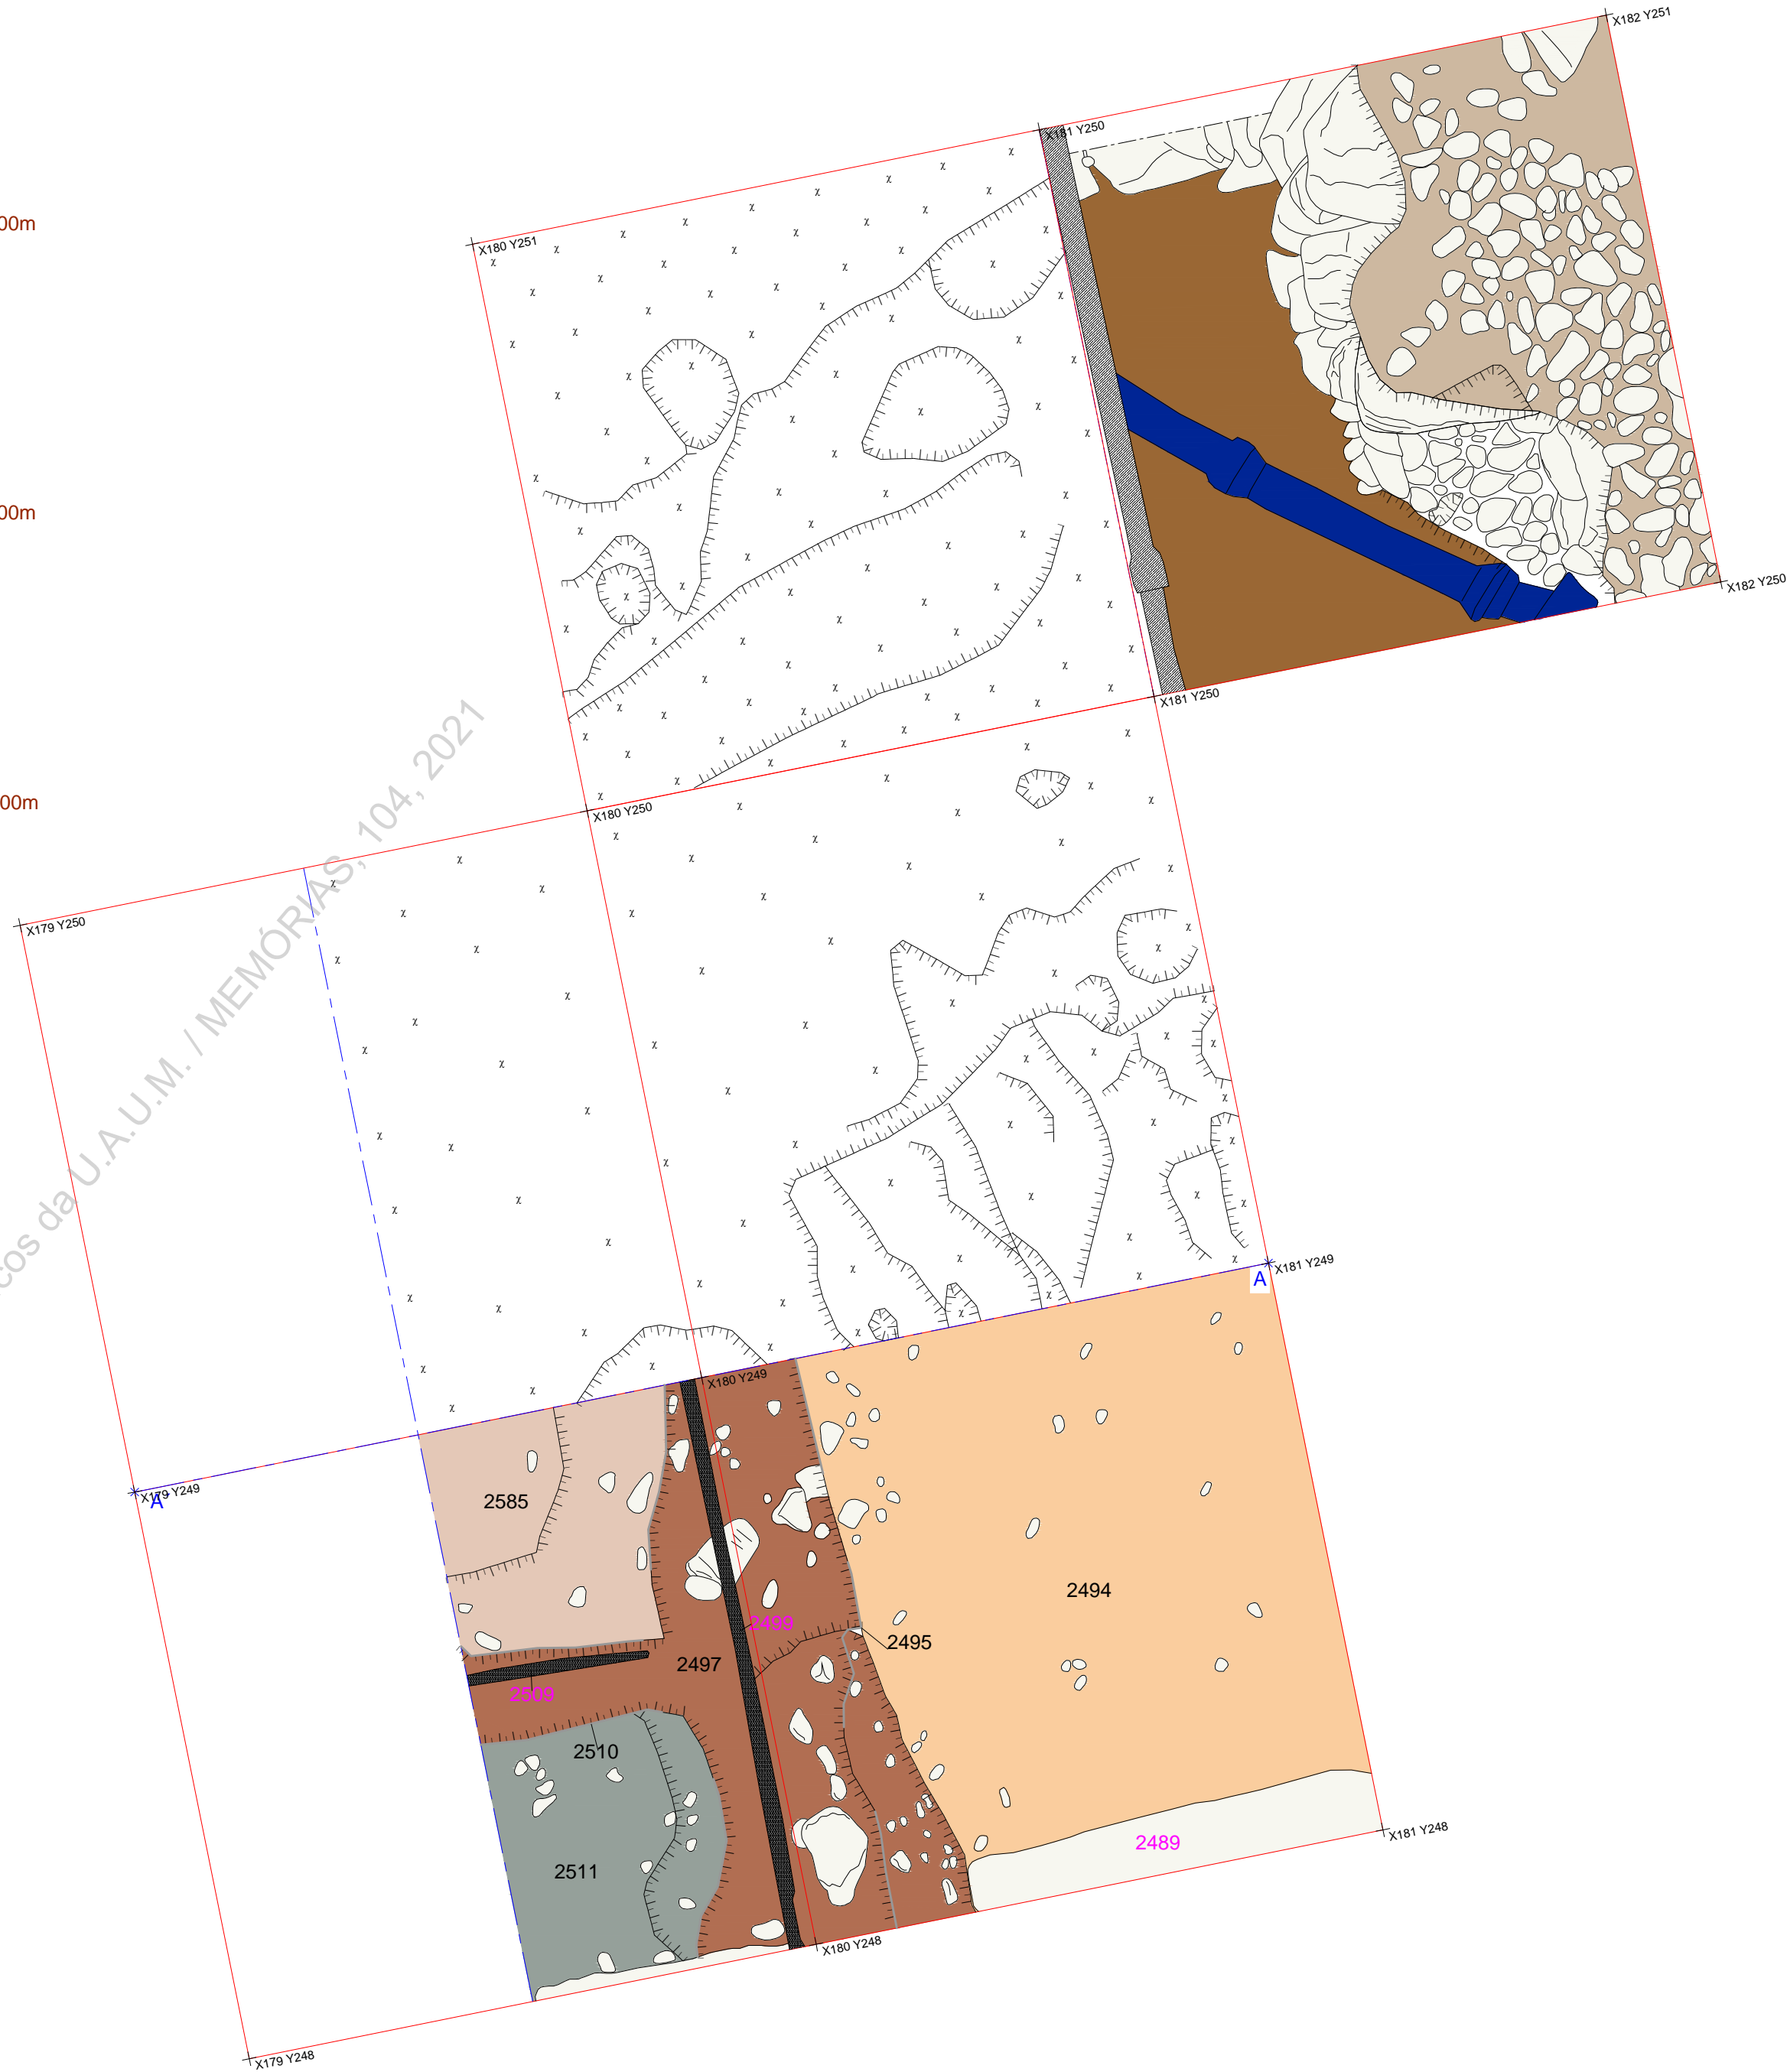 X182 Y251
X181 Y250
00m
X180 Y251
00m
X182 Y250
X181 Y250
00m
X180 Y250
X179 Y250
cos da U.A.U.M. / MEMÓRIAS, 104, 2021
X181 Y249
A
X180 Y249
X179 Y249
A
2585
2494
2499
2495
2497
2509
2510
2489
2511
X181 Y248
X180 Y248
X179 Y248